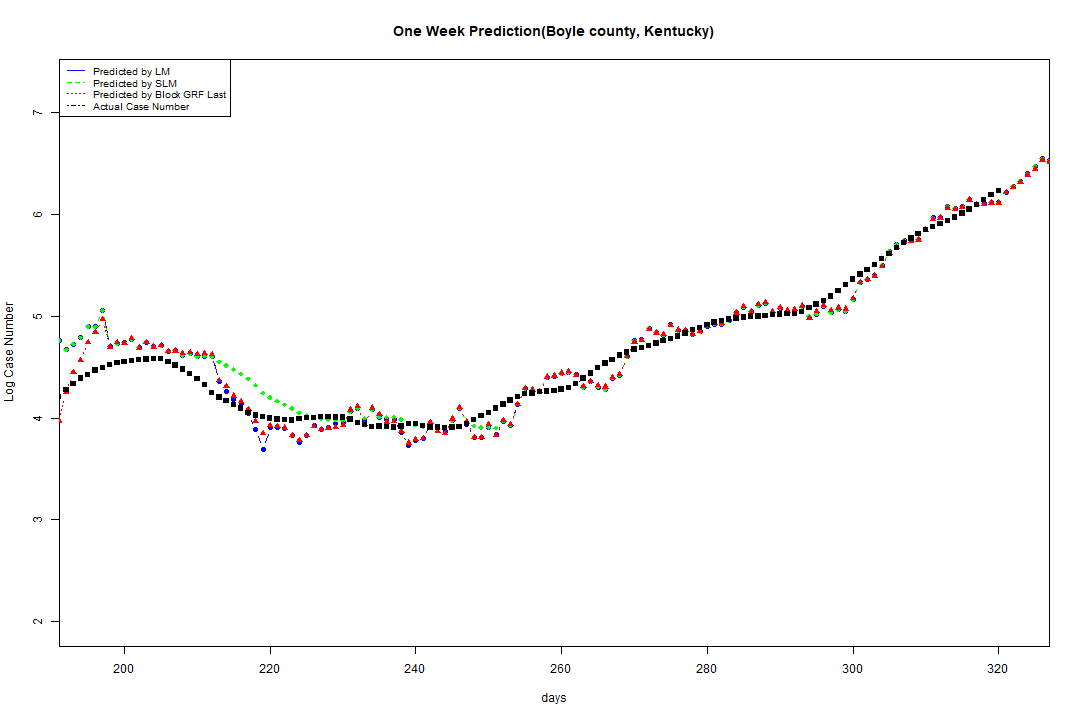 One Week Prediction(Boyle county, Kentucky)
Predicted by LM
Predicted by SLM
Predicted by Block GRF Last
Actual Case Number
7
6
5
4
3
2
Log Case Number
200 220 240 260 280 300 320
days